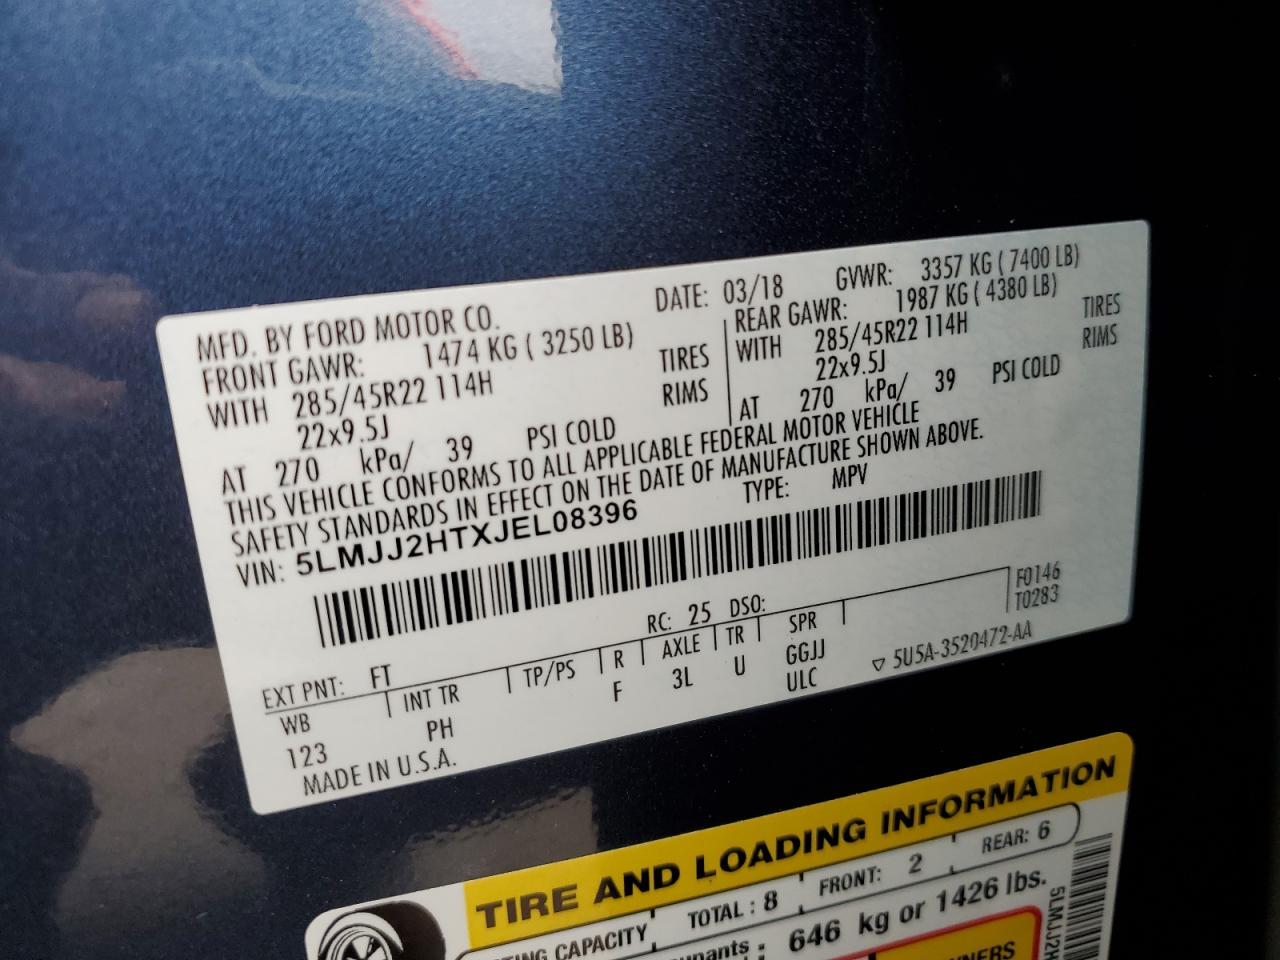 MFD. BY FORD MOTOR CO.
DATE: 03/18 GVWR: 3357 KG ( 7400 LB)
FRONT GAWR: 1474 KG ( 3250 LB)
WITH 285/45R22 114H TIRES
22x9.5J RIMS
AT 270 kPa/ 39 PSI COLD
REAR GAWR: 1987 KG ( 4380 LB)
WITH 285/45R22 114H TIRES
22x9.5J RIMS
AT 270 kPa/ 39 PSI COLD
THIS VEHICLE CONFORMS TO ALL APPLICABLE FEDERAL MOTOR VEHICLE
SAFETY STANDARDS IN EFFECT ON THE DATE OF MANUFACTURE SHOWN ABOVE.
VIN: 5LMJJ2HTXJEL08396 TYPE: MPV
F0146
T0283
EXT PNT: FT RC: 25 DSO:
WB INT TR TP/PS R AXLE TR SPR
123 PH F 3L U GGJJ
ULC
MADE IN U.S.A. 5U5A-3520472-AA
TIRE AND LOADING INFORMATION
CAPACITY TOTAL : 8 FRONT: 2 REAR: 6
: 646 kg or 1426 lbs.
5LMJJ2H